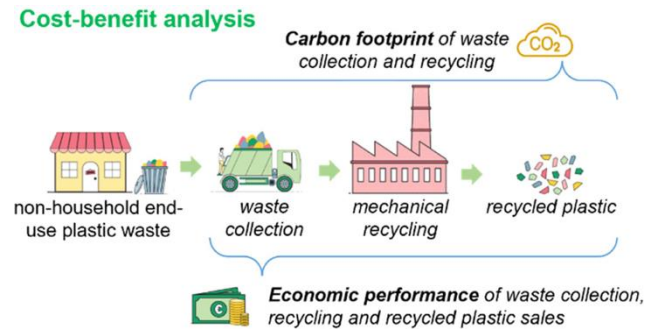 Cost-benefit analysis
Carbon footprint of waste
collection and recycling
CO₂
non-household end-
use plastic waste
waste
collection
mechanical
recycling
recycled plastic
C
Economic performance of waste collection,
recycling and recycled plastic sales